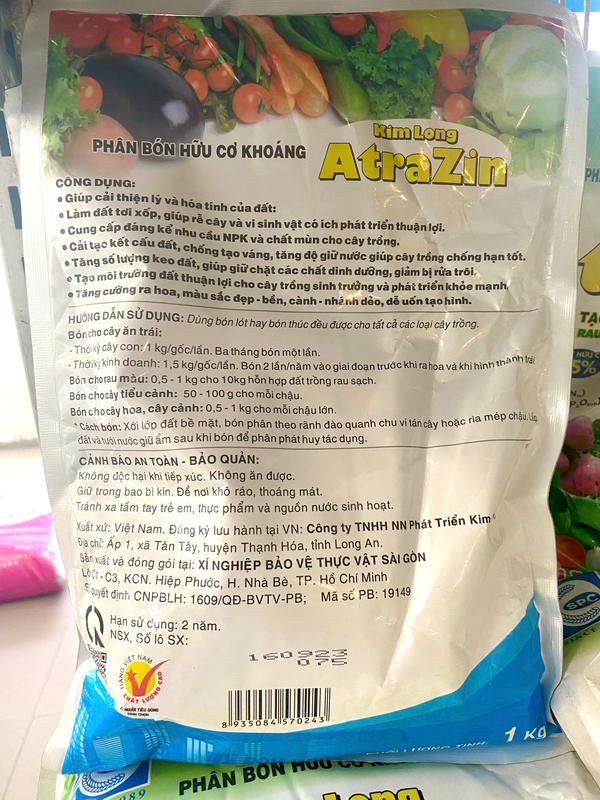 Kim Long
PHÂN BÓN HỮU CƠ KHOÁNG AtraZin
CÔNG DỤNG:
• Giúp cải thiện lý và hóa tính của đất:
• Làm đất tơi xốp, giúp rễ cây và vi sinh vật có ích phát triển thuận lợi.
• Cung cấp đáng kể nhu cầu NPK và chất mùn cho cây trồng.
• Cải tạo kết cấu đất, chống tạo váng, tăng độ giữ nước giúp cây trồng chống hạn tốt.
• Tăng số lượng keo đất, giúp giữ chặt các chất dinh dưỡng, giảm bị rửa trôi.
• Tạo môi trường đất thuận lợi cho cây trồng sinh trưởng và phát triển khỏe mạnh.
• Tăng cường ra hoa, màu sắc đẹp - bền, cành - nhánh dẻo, dễ uốn tạo hình.
HƯỚNG DẪN SỬ DỤNG: Dùng bón lót hay bón thúc đều được cho tất cả các loại cây trồng.
Bón cho cây ăn trái:
- Thời kỳ cây con: 1 kg/gốc/lần. Ba tháng bón một lần.
- Thời kỳ kinh doanh: 1,5 kg/gốc/lần. Bón 2 lần/năm vào giai đoạn trước khi ra hoa và khi hình thành trái.
Bón cho rau màu: 0,5 - 1 kg cho 10kg hỗn hợp đất trồng rau sạch.
Bón cho cây tiểu cảnh: 50 - 100 g cho mỗi chậu.
Bón cho cây hoa, cây cảnh: 0,5 - 1 kg cho mỗi chậu lớn.
* Cách bón: Xới lớp đất bề mặt, bón phân theo rãnh đào quanh chu vi tán cây hoặc rìa mép chậu. Lấp
đất và tưới nước giữ ẩm sau khi bón để phân phát huy tác dụng.
CẢNH BÁO AN TOÀN - BẢO QUẢN:
Không độc hại khi tiếp xúc. Không ăn được.
Giữ trong bao bì kín. Để nơi khô ráo, thoáng mát.
Tránh xa tầm tay trẻ em, thực phẩm và nguồn nước sinh hoạt.
Xuất xứ: Việt Nam. Đăng ký lưu hành tại VN: Công ty TNHH NN Phát Triển Kim
Địa chỉ: Ấp 1, xã Tân Tây, huyện Thạnh Hóa, tỉnh Long An.
Sản xuất và đóng gói tại: XÍ NGHIỆP BẢO VỆ THỰC VẬT SÀI GÒN
Lô C1 - C3, KCN. Hiệp Phước, H. Nhà Bè, TP. Hồ Chí Minh
Số quyết định CNPBLH: 1609/QĐ-BVTV-PB; Mã số PB: 19149
Hạn sử dụng: 2 năm.
NSX, Số lô SX:
160923
075
HÀNG VIỆT NAM
CHẤT LƯỢNG CAO
NGƯỜI TIÊU DÙNG
BÌNH CHỌN
8 935084 570243
KHỐI LƯỢNG TỊNH: 1 KG
SPC
PHÂN BÓN HỮU CƠ
Kim Long
5%
RAU
SPC